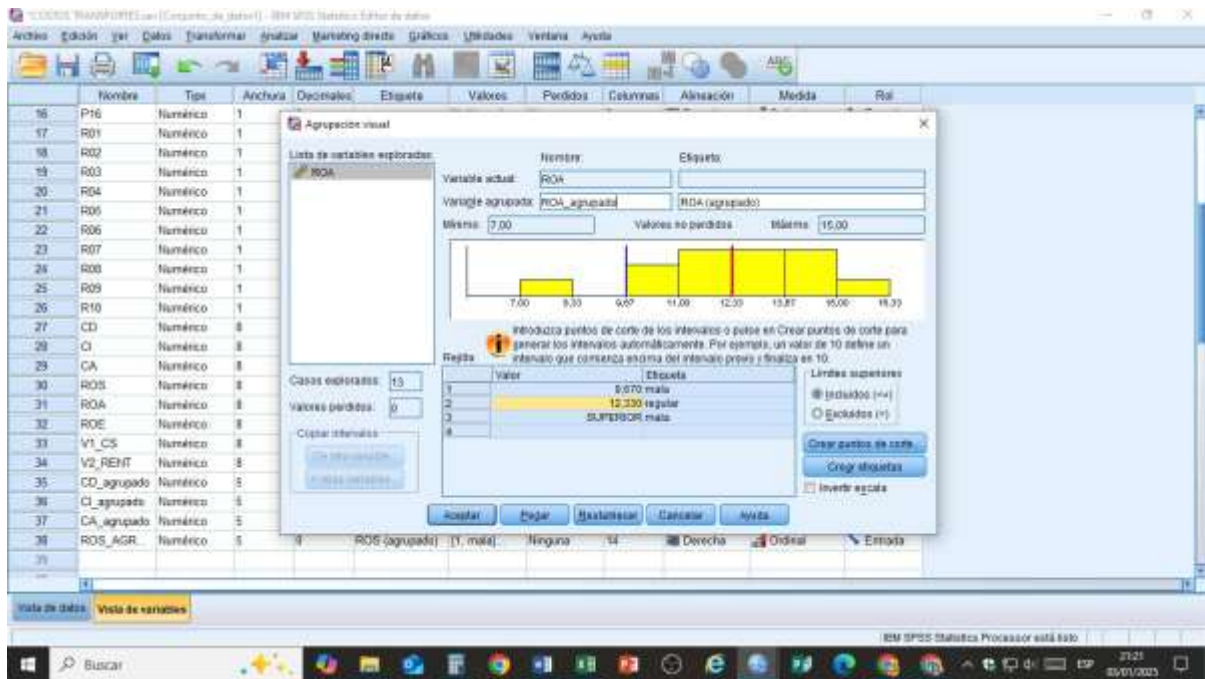 Archivo Edición Ver Datos Transformar Analizar Marketing directo Gráficos Utilidades Ventana Ayuda
Nombre Tipo Anchura Decimales Etiqueta Valores Perdidos Columnas Alineación Medida Rol
16 P16 Numérico 1
17 R01 Numérico 1
18 R02 Numérico 1
19 R03 Numérico 1
20 R04 Numérico 1
21 R05 Numérico 1
22 R06 Numérico 1
23 R07 Numérico 1
24 R08 Numérico 1
25 R09 Numérico 1
26 R10 Numérico 1
27 CD Numérico 8
28 CI Numérico 8
29 CA Numérico 8
30 ROS Numérico 8
31 ROA Numérico 8
32 ROE Numérico 8
33 V1_CS Numérico 8
34 V2_RENT Numérico 8
35 CD_agrupado Numérico 5
36 CI_agrupado Numérico 5
37 CA_agrupado Numérico 5
38 ROS_AGR... Numérico 5 0 ROS (agrupado) {1, mala}... Ninguna 14 Derecha Ordinal Entrada
39
Agrupación visual
Lista de variables exploradas:
ROA
Nombre: Etiqueta:
Variable actual: ROA
Variable agrupada: ROA_agrupado ROA (agrupado)
Mínimo: 7,00 Valores no perdidos Máximo: 15,00
7,00 8,33 9,67 11,00 12,33 13,67 15,00 16,33
Introduzca puntos de corte de los intervalos o pulse en Crear puntos de corte para
generar los intervalos automáticamente. Por ejemplo, un valor de 10 define un
intervalo que comienza encima del intervalo previo y finaliza en 10.
Rejilla:
Valor Etiqueta
1 9,670 mala
2 12,330 regular
3 SUPERIOR mala
4
Casos explorados: 13
Valores perdidos: 0
Copiar intervalos
Límites superiores
Incluidos (<=)
Excluidos (<)
Crear puntos de corte...
Crear etiquetas
Invertir escala
Aceptar Pegar Restablecer Cancelar Ayuda
Vista de datos Vista de variables
IBM SPSS Statistics Processor está listo
Buscar
ESP
21:21
03/01/2025